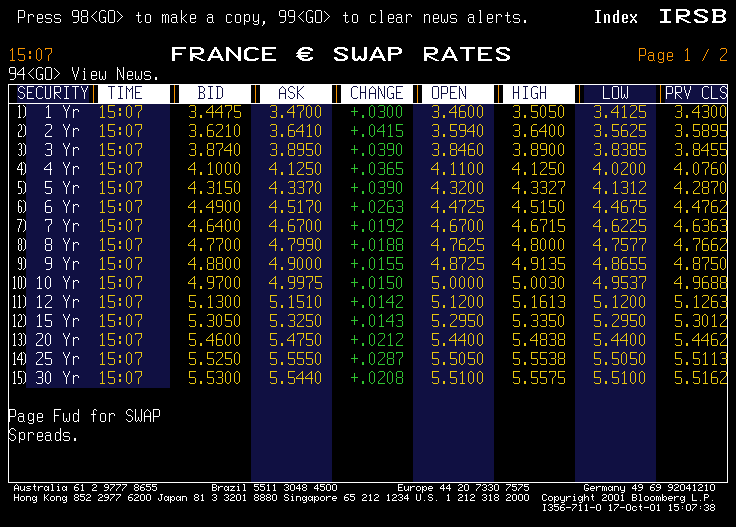 Press 98<GO> to make a copy, 99<GO> to clear news alerts. Index IRSB
15:07 FRANCE € SWAP RATES Page 1 / 2
94<GO> View News.
SECURITY TIME BID ASK CHANGE OPEN HIGH LOW PRV CLS
1) 1 Yr 15:07 3.4475 3.4700 +.0300 3.4600 3.5050 3.4125 3.4300
2) 2 Yr 15:07 3.6210 3.6410 +.0415 3.5940 3.6400 3.5625 3.5895
3) 3 Yr 15:07 3.8740 3.8950 +.0390 3.8460 3.8900 3.8385 3.8455
4) 4 Yr 15:07 4.1000 4.1250 +.0365 4.1100 4.1250 4.0200 4.0760
5) 5 Yr 15:07 4.3150 4.3370 +.0390 4.3200 4.3327 4.1312 4.2870
6) 6 Yr 15:07 4.4900 4.5170 +.0263 4.4725 4.5150 4.4675 4.4762
7) 7 Yr 15:07 4.6400 4.6700 +.0192 4.6700 4.6715 4.6225 4.6363
8) 8 Yr 15:07 4.7700 4.7990 +.0188 4.7625 4.8000 4.7577 4.7662
9) 9 Yr 15:07 4.8800 4.9000 +.0155 4.8725 4.9135 4.8655 4.8750
10) 10 Yr 15:07 4.9700 4.9975 +.0150 5.0000 5.0030 4.9537 4.9688
11) 12 Yr 15:07 5.1300 5.1510 +.0142 5.1200 5.1613 5.1200 5.1263
12) 15 Yr 15:07 5.3050 5.3250 +.0143 5.2950 5.3350 5.2950 5.3012
13) 20 Yr 15:07 5.4600 5.4750 +.0212 5.4400 5.4838 5.4400 5.4462
14) 25 Yr 15:07 5.5250 5.5550 +.0287 5.5050 5.5538 5.5050 5.5113
15) 30 Yr 15:07 5.5300 5.5440 +.0208 5.5100 5.5575 5.5100 5.5162
Page Fwd for SWAP
Spreads.
Australia 61 2 9777 8655 Brazil 5511 3048 4500 Europe 44 20 7330 7575 Germany 49 69 92041210
Hong Kong 852 2977 6200 Japan 81 3 3201 8880 Singapore 65 212 1234 U.S. 1 212 318 2000 Copyright 2001 Bloomberg L.P.
I356-711-0 17-Oct-01 15:07:38